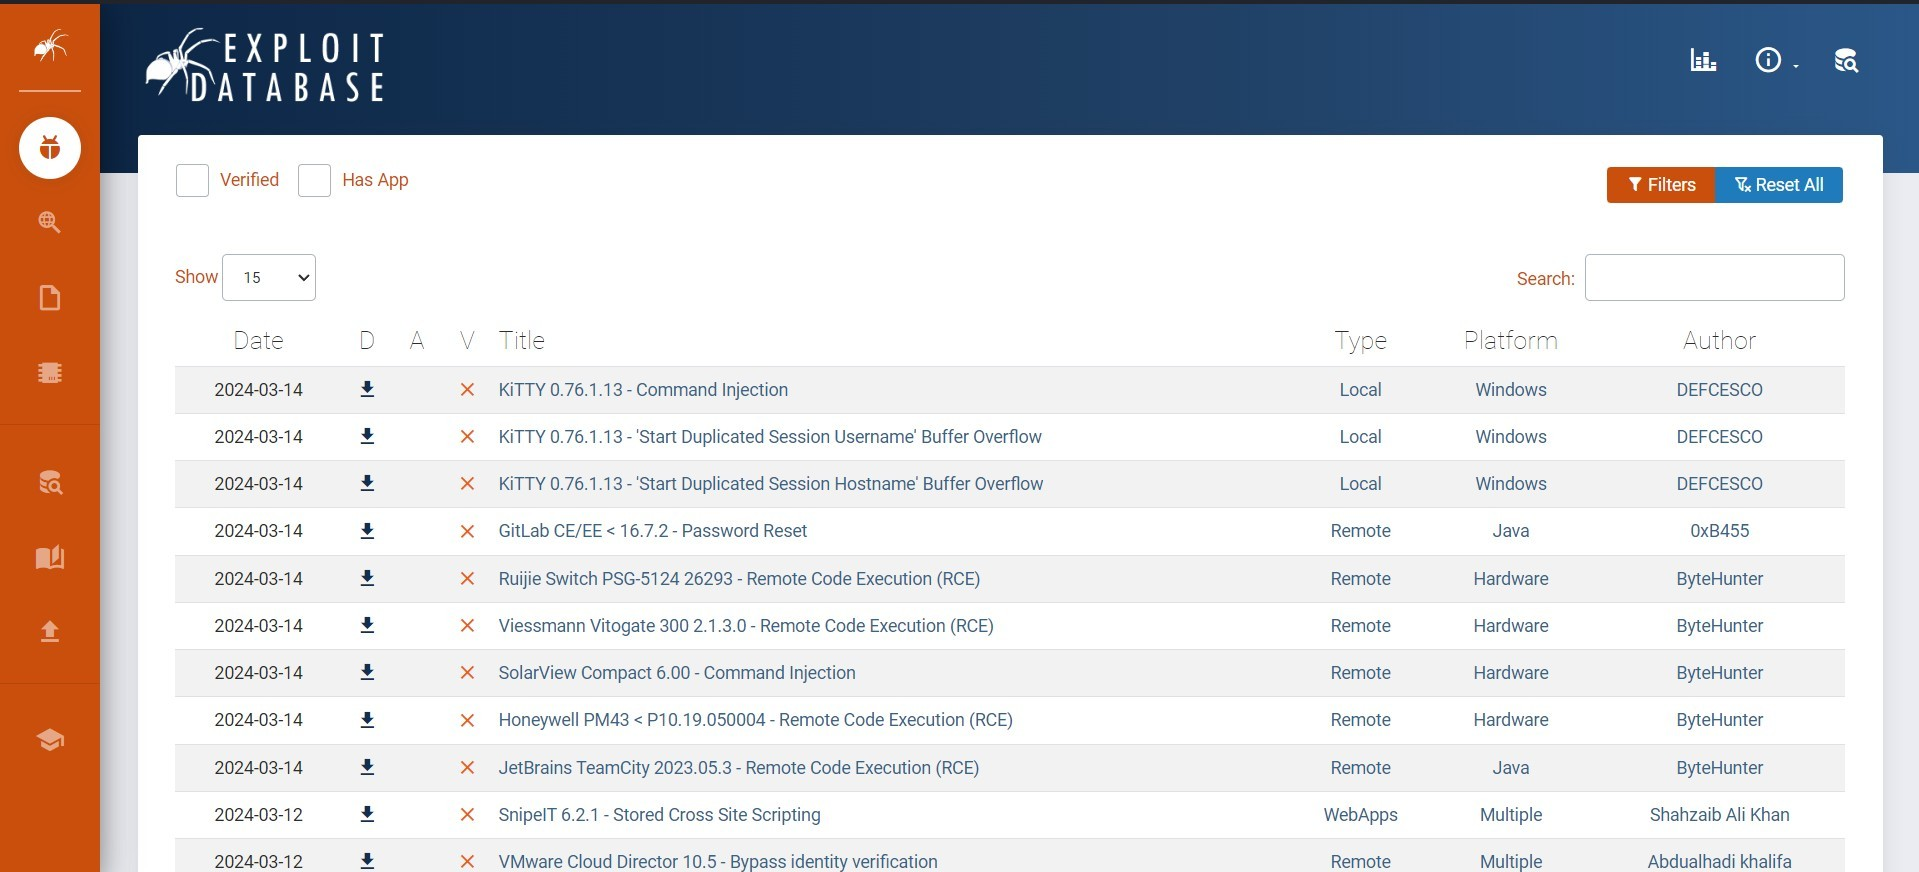 EXPLOIT
DATABASE
Verified Has App
Filters Reset All
Show 15 Search:
Date D A V Title Type Platform Author
2024-03-14 KiTTY 0.76.1.13 - Command Injection Local Windows DEFCESCO
2024-03-14 KiTTY 0.76.1.13 - 'Start Duplicated Session Username' Buffer Overflow Local Windows DEFCESCO
2024-03-14 KiTTY 0.76.1.13 - 'Start Duplicated Session Hostname' Buffer Overflow Local Windows DEFCESCO
2024-03-14 GitLab CE/EE < 16.7.2 - Password Reset Remote Java 0xB455
2024-03-14 Ruijie Switch PSG-5124 26293 - Remote Code Execution (RCE) Remote Hardware ByteHunter
2024-03-14 Viessmann Vitogate 300 2.1.3.0 - Remote Code Execution (RCE) Remote Hardware ByteHunter
2024-03-14 SolarView Compact 6.00 - Command Injection Remote Hardware ByteHunter
2024-03-14 Honeywell PM43 < P10.19.050004 - Remote Code Execution (RCE) Remote Hardware ByteHunter
2024-03-14 JetBrains TeamCity 2023.05.3 - Remote Code Execution (RCE) Remote Java ByteHunter
2024-03-12 SnipeIT 6.2.1 - Stored Cross Site Scripting WebApps Multiple Shahzaib Ali Khan
2024-03-12 VMware Cloud Director 10.5 - Bypass identity verification Remote Multiple Abdualhadi khalifa